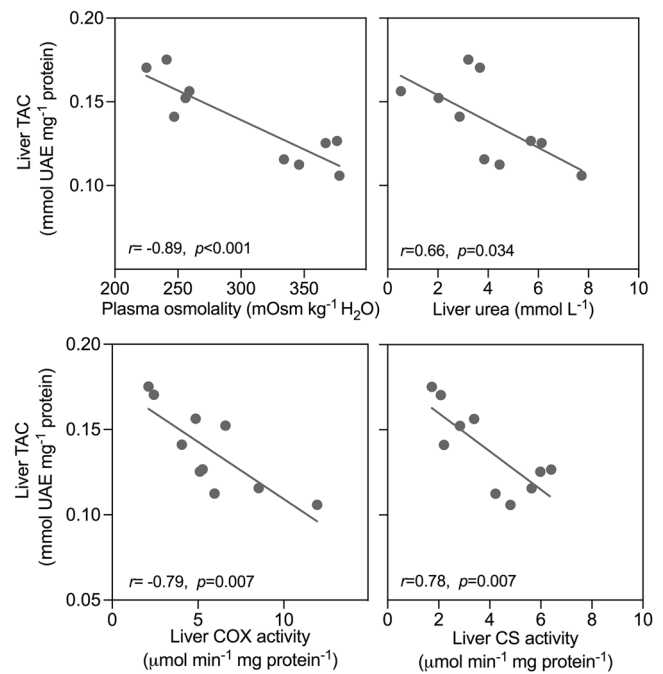 0.20
0.15
0.10
Liver TAC
(mmol UAE mg⁻¹ protein)
r= -0.89, p<0.001
200 250 300 350
Plasma osmolality (mOsm kg⁻¹ H₂O)
r=0.66, p=0.034
0 2 4 6 8 10
Liver urea (mmol L⁻¹)
0.20
0.15
0.10
0.05
Liver TAC
(mmol UAE mg⁻¹ protein)
r= -0.79, p=0.007
0 5 10
Liver COX activity
(μmol min⁻¹ mg protein⁻¹)
r=0.78, p=0.007
0 2 4 6 8 10
Liver CS activity
(μmol min⁻¹ mg protein⁻¹)